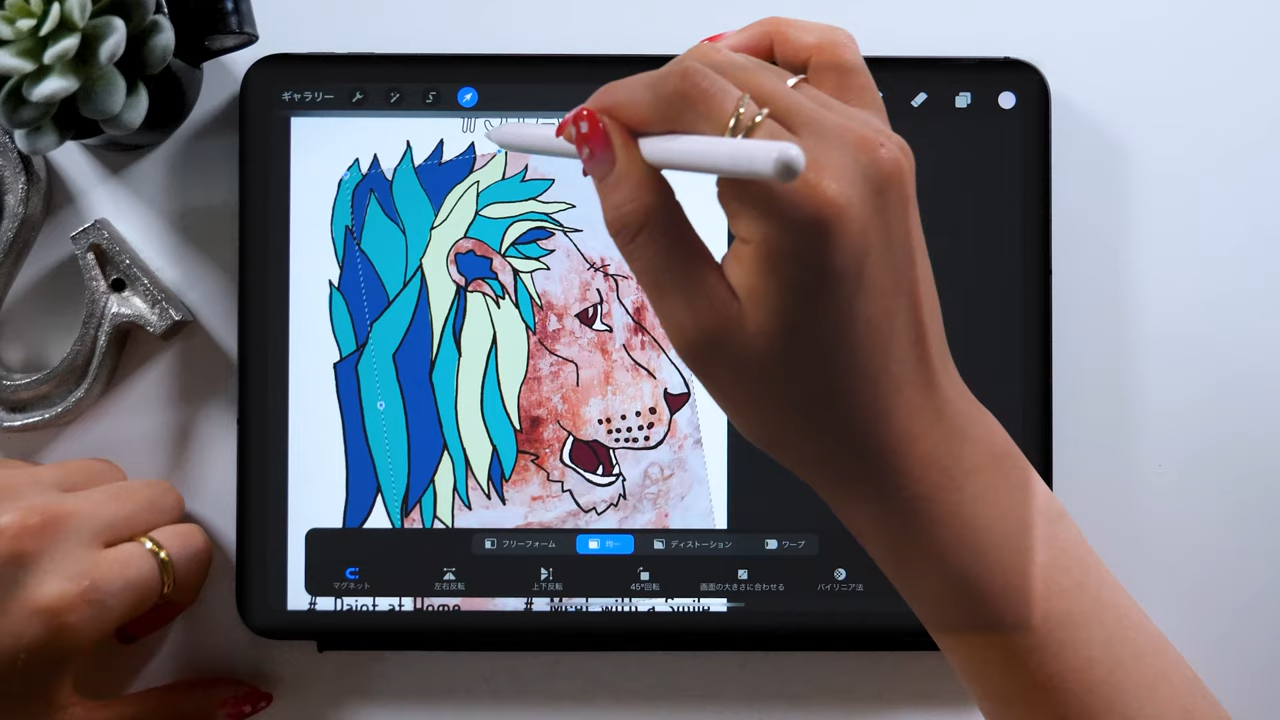 ギャラリー
フリーフォーム 均一 ディストーション ワープ
マグネット 左右反転 上下反転 45°回転 画面の大きさに合わせる バイリニア法
# Paint at Home # Meet with a Smile